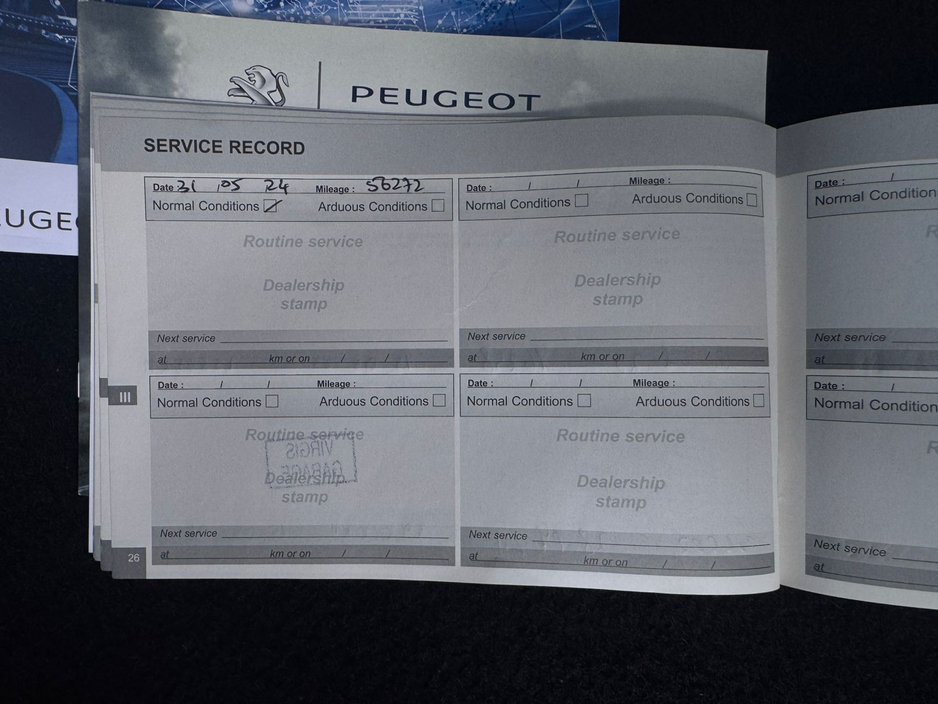 PEUGEOT
UGEO
SERVICE RECORD
Date 31 / 05 / 24 Mileage : 56272
Normal Conditions Arduous Conditions
Routine service
Dealership
stamp
Next service
at km or on / /
Date : / / Mileage :
Normal Conditions Arduous Conditions
Routine service
Dealership
stamp
Next service
at km or on / /
Date : / / Mileage :
Normal Conditions Arduous Conditions
Routine service
VIRGIS
GARAGE
Dealership
stamp
Next service
at km or on / /
Date : / / Mileage :
Normal Conditions Arduous Conditions
Routine service
Dealership
stamp
Next service
at km or on / /
III
26
Date : /
Normal Condition
R
Next service
at
Date : /
Normal Condition
R
Next service
at